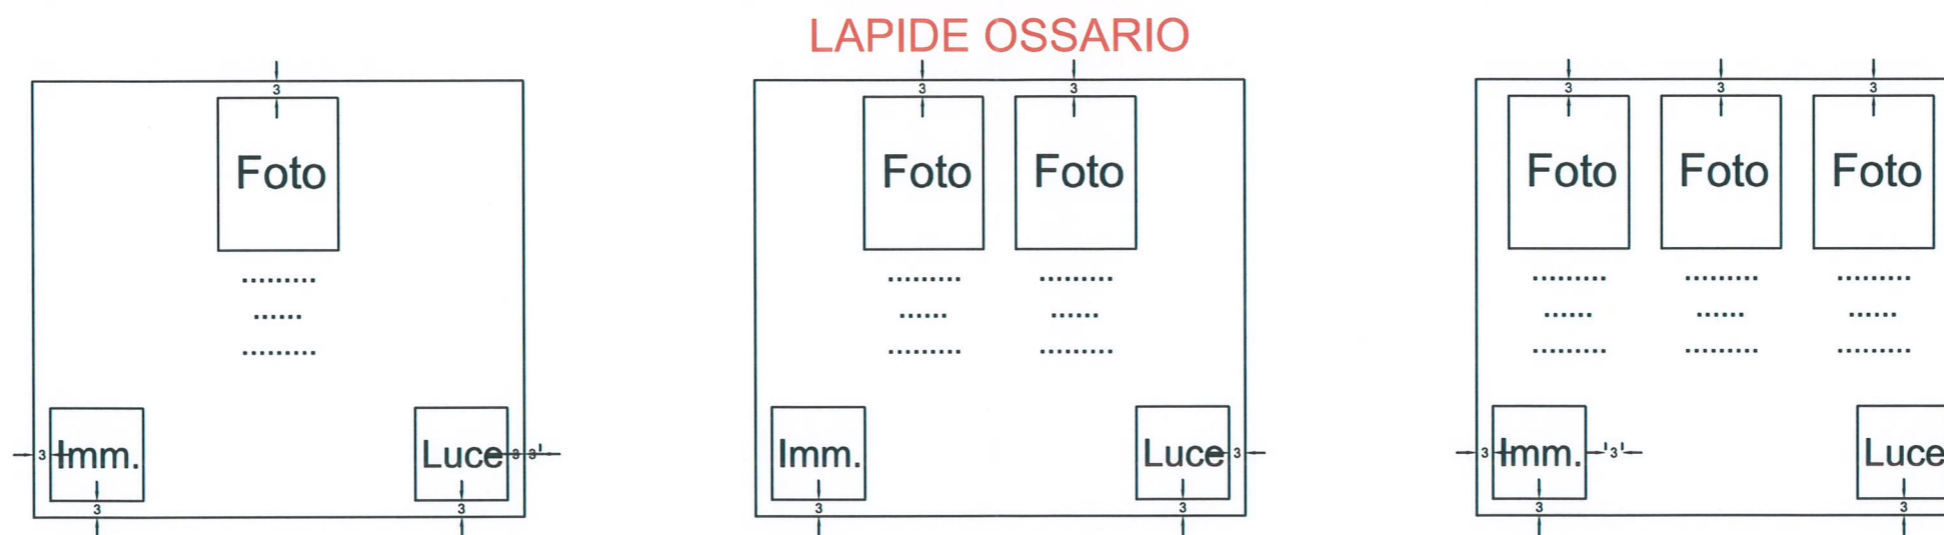 LAPIDE OSSARIO
3
3 3
3 3 3
Foto
Foto Foto
Foto Foto Foto
.........
......
.........
......... .........
...... ......
......... .........
......... ......... .........
...... ...... ......
......... ......... .........
3 Imm. Luce 3 3'
Imm. Luce 3
3 Imm. '3' Luce
3 3
3 3
3 3